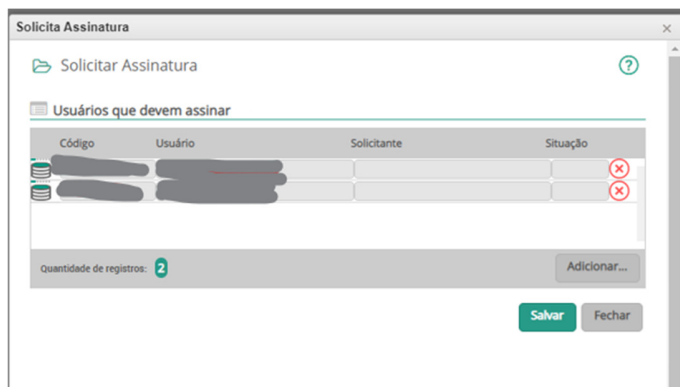 Solicita Assinatura
Solicitar Assinatura
Usuários que devem assinar
Código Usuário Solicitante Situação
Quantidade de registros: 2
Adicionar...
Salvar Fechar